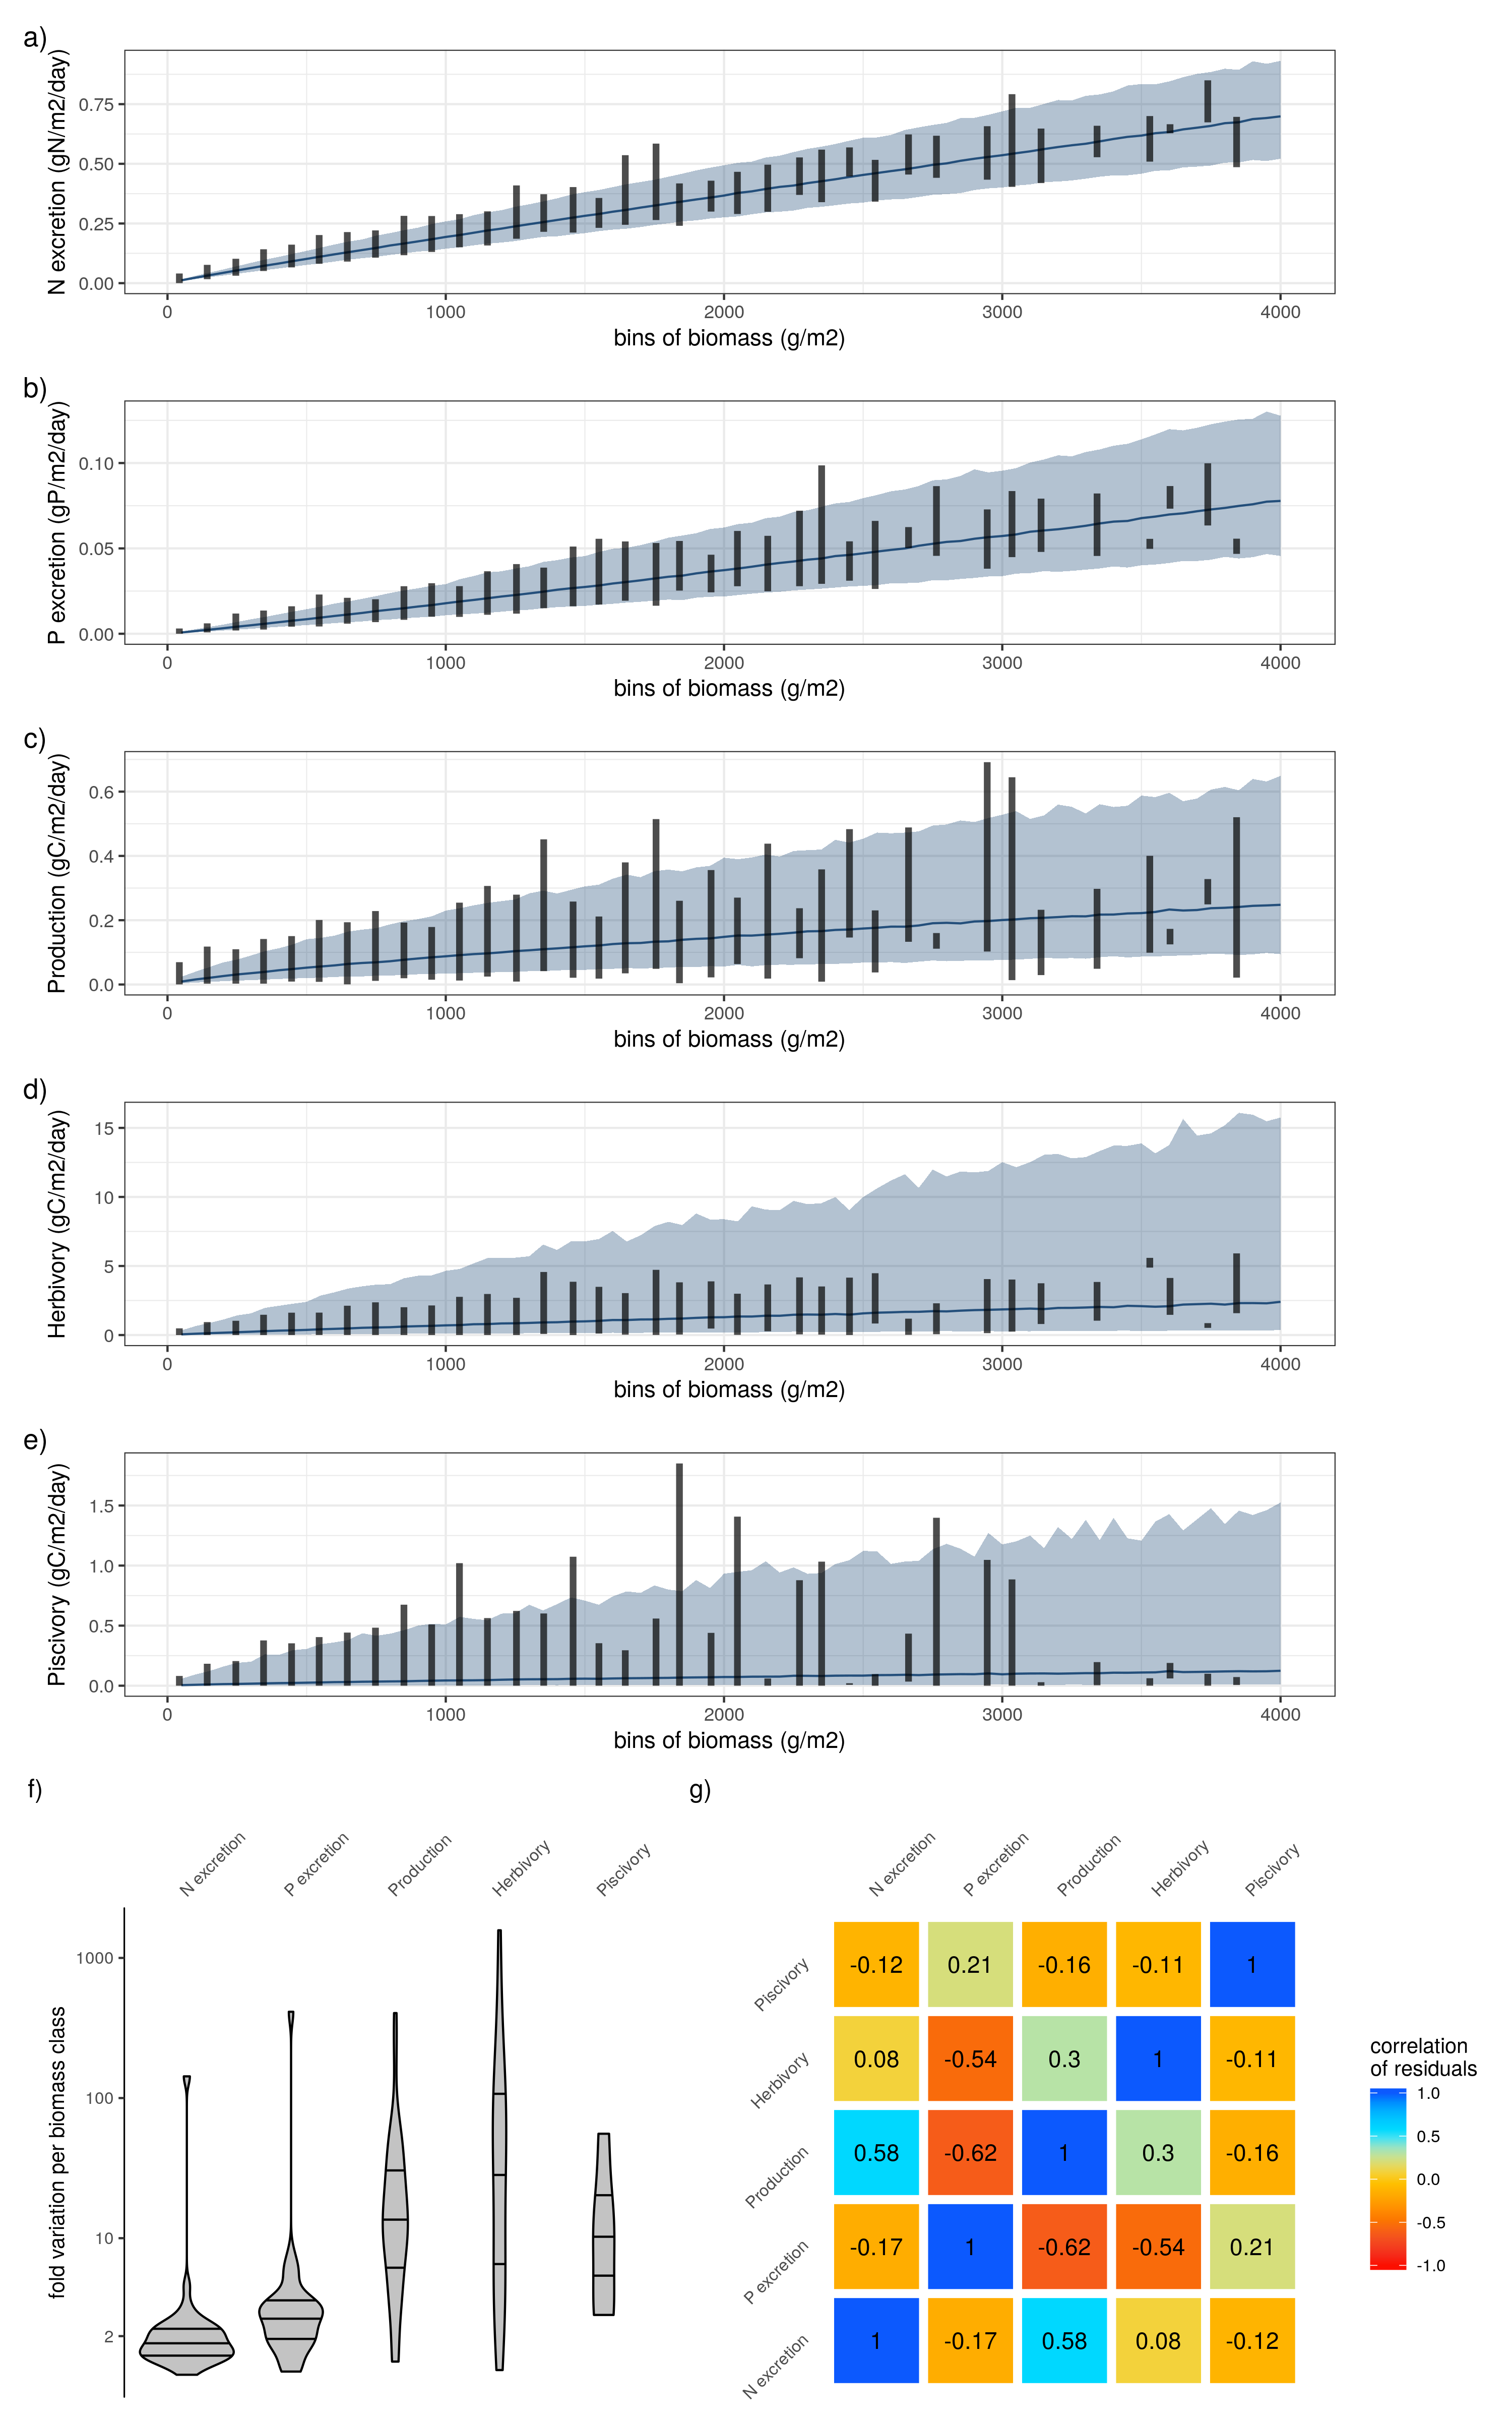 a)
N excretion (gN/m2/day)
0.75
0.50
0.25
0.00
0 1000 2000 3000 4000
bins of biomass (g/m2)
b)
P excretion (gP/m2/day)
0.10
0.05
0.00
0 1000 2000 3000 4000
bins of biomass (g/m2)
c)
Production (gC/m2/day)
0.6
0.4
0.2
0.0
0 1000 2000 3000 4000
bins of biomass (g/m2)
d)
Herbivory (gC/m2/day)
15
10
5
0
0 1000 2000 3000 4000
bins of biomass (g/m2)
e)
Piscivory (gC/m2/day)
1.5
1.0
0.5
0.0
0 1000 2000 3000 4000
bins of biomass (g/m2)
f)
N excretion P excretion Production Herbivory Piscivory
fold variation per biomass class
1000
100
10
2
g)
N excretion P excretion Production Herbivory Piscivory
Piscivory -0.12 0.21 -0.16 -0.11 1
Herbivory 0.08 -0.54 0.3 1 -0.11
Production 0.58 -0.62 1 0.3 -0.16
P excretion -0.17 1 -0.62 -0.54 0.21
N excretion 1 -0.17 0.58 0.08 -0.12
correlation
of residuals
1.0
0.5
0.0
-0.5
-1.0